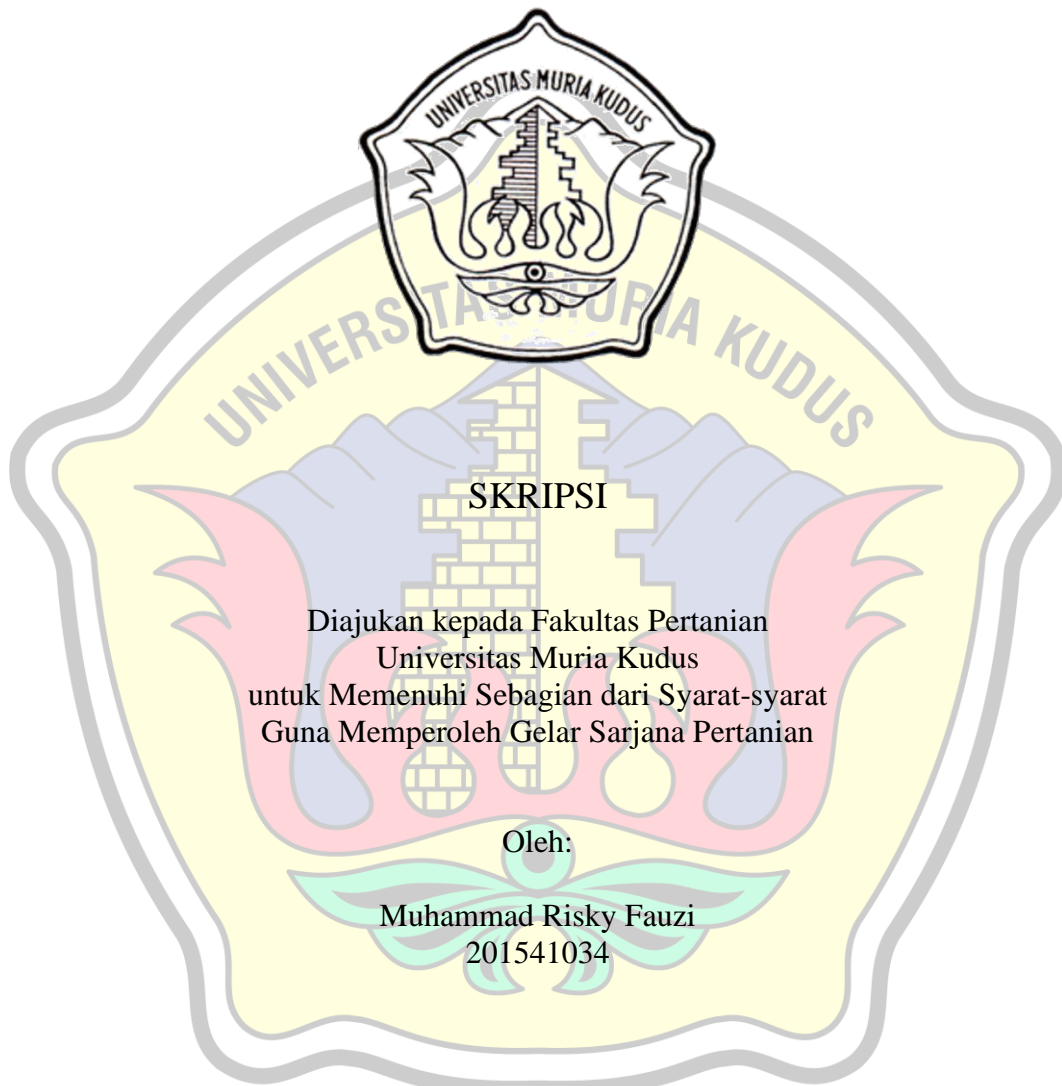 UNIVERSITAS MURIA KUDUS
UNIVERSITAS MURIA KUDUS
SKRIPSI
Diajukan kepada Fakultas Pertanian
Universitas Muria Kudus
untuk Memenuhi Sebagian dari Syarat-syarat
Guna Memperoleh Gelar Sarjana Pertanian
Oleh:
Muhammad Risky Fauzi
201541034